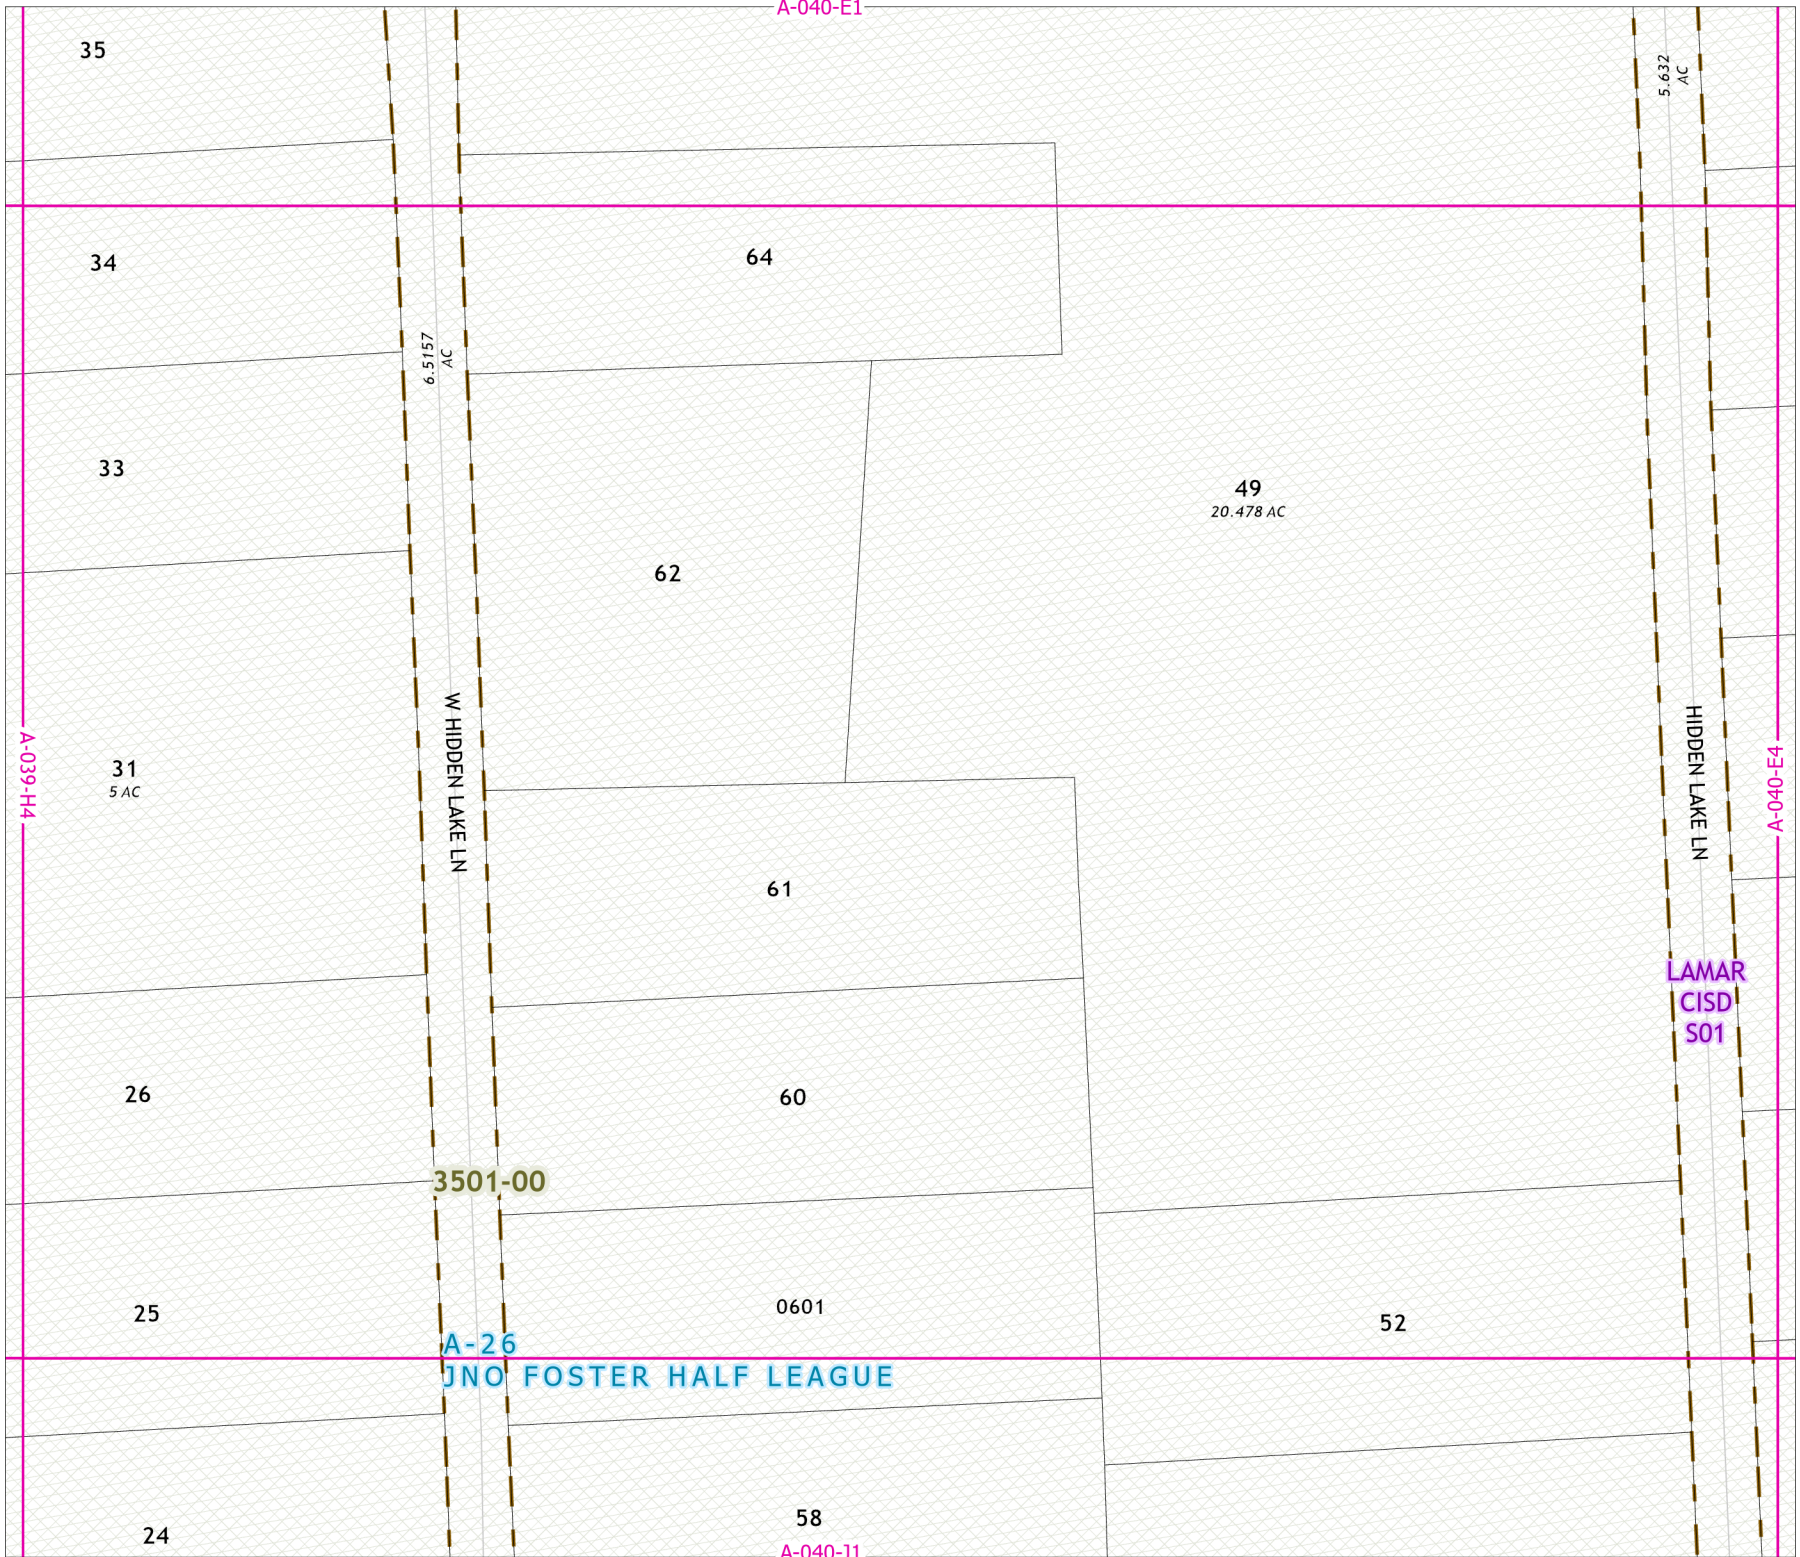 A-040-E1
35
5.632
AC
34
64
6.5157
AC
33
49
20.478 AC
62
31
5 AC
A-039-H4
W HIDDEN LAKE LN
HIDDEN LAKE LN
A-040-E4
61
LAMAR
CISD
S01
26
60
3501-00
25
0601
52
A-26
JNO FOSTER HALF LEAGUE
24
58
A-040-J1